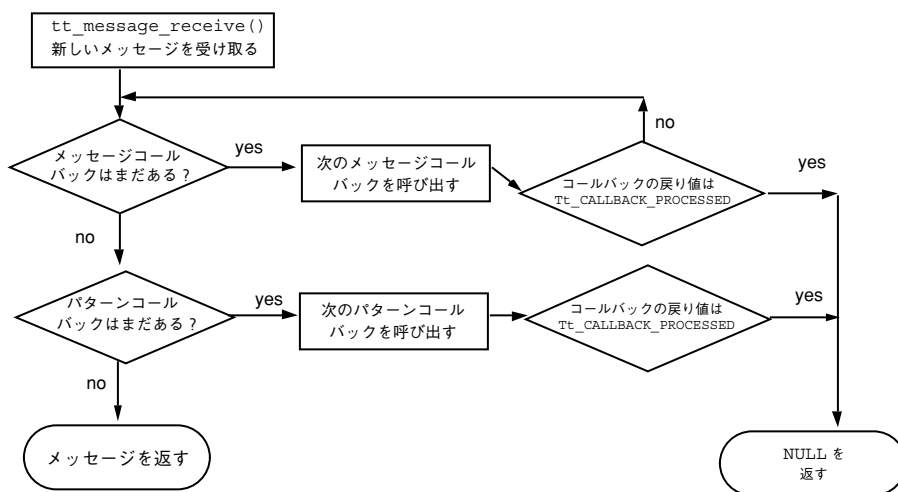 tt_message_receive()
新しいメッセージを受け取る
no
メッセージコール
バックはまだある？
yes
次のメッセージコール
バックを呼び出す
コールバックの戻り値は
Tt_CALLBACK_PROCESSED
yes
no
パターンコール
バックはまだある？
yes
次のパターンコール
バックを呼び出す
コールバックの戻り値は
Tt_CALLBACK_PROCESSED
yes
no
メッセージを返す
NULL を
返す